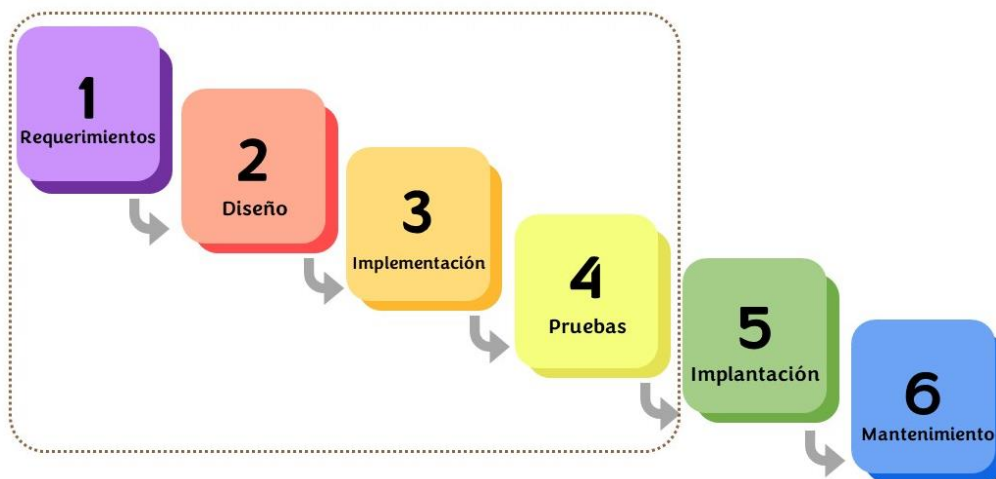 1
Requerimientos
2
Diseño
3
Implementación
4
Pruebas
5
Implantación
6
Mantenimiento